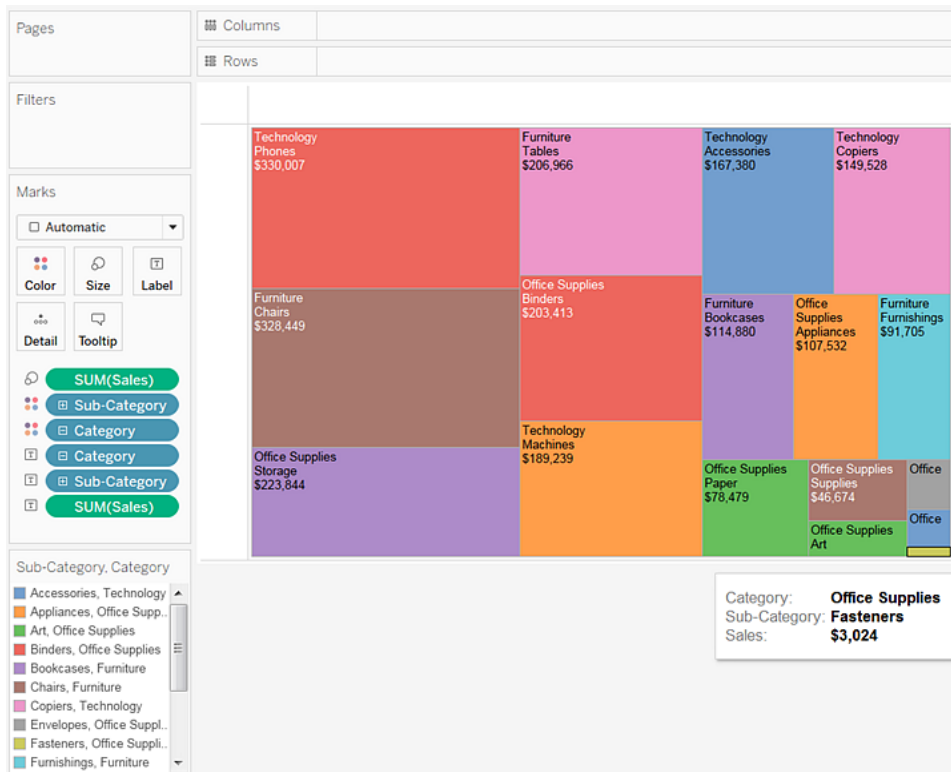 Pages
Columns
Rows
Filters
Marks
Automatic
Color
Size
Label
Detail
Tooltip
SUM(Sales)
Sub-Category
Category
Category
Sub-Category
SUM(Sales)
Sub-Category, Category
Accessories, Technology
Appliances, Office Supp..
Art, Office Supplies
Binders, Office Supplies
Bookcases, Furniture
Chairs, Furniture
Copiers, Technology
Envelopes, Office Suppl..
Fasteners, Office Suppli..
Furnishings, Furniture
Technology
Phones
$330,007
Furniture
Chairs
$328,449
Office Supplies
Storage
$223,844
Furniture
Tables
$206,966
Office Supplies
Binders
$203,413
Technology
Machines
$189,239
Technology
Accessories
$167,380
Technology
Copiers
$149,528
Furniture
Bookcases
$114,880
Office
Supplies
Appliances
$107,532
Furniture
Furnishings
$91,705
Office Supplies
Paper
$78,479
Office Supplies
Supplies
$46,674
Office Supplies
Art
Office
Office
Category: Office Supplies
Sub-Category: Fasteners
Sales: $3,024